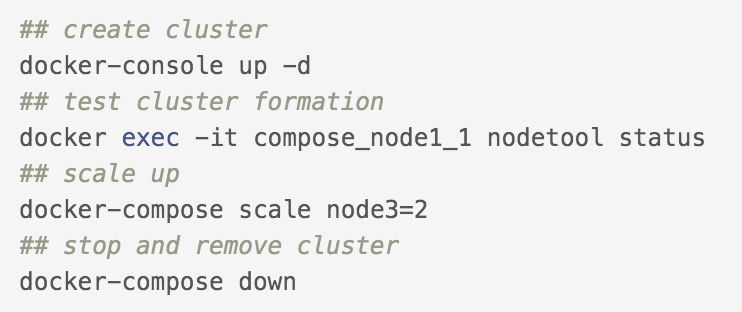 ## create cluster
docker-console up -d
## test cluster formation
docker exec -it compose_node1_1 nodetool status
## scale up
docker-compose scale node3=2
## stop and remove cluster
docker-compose down